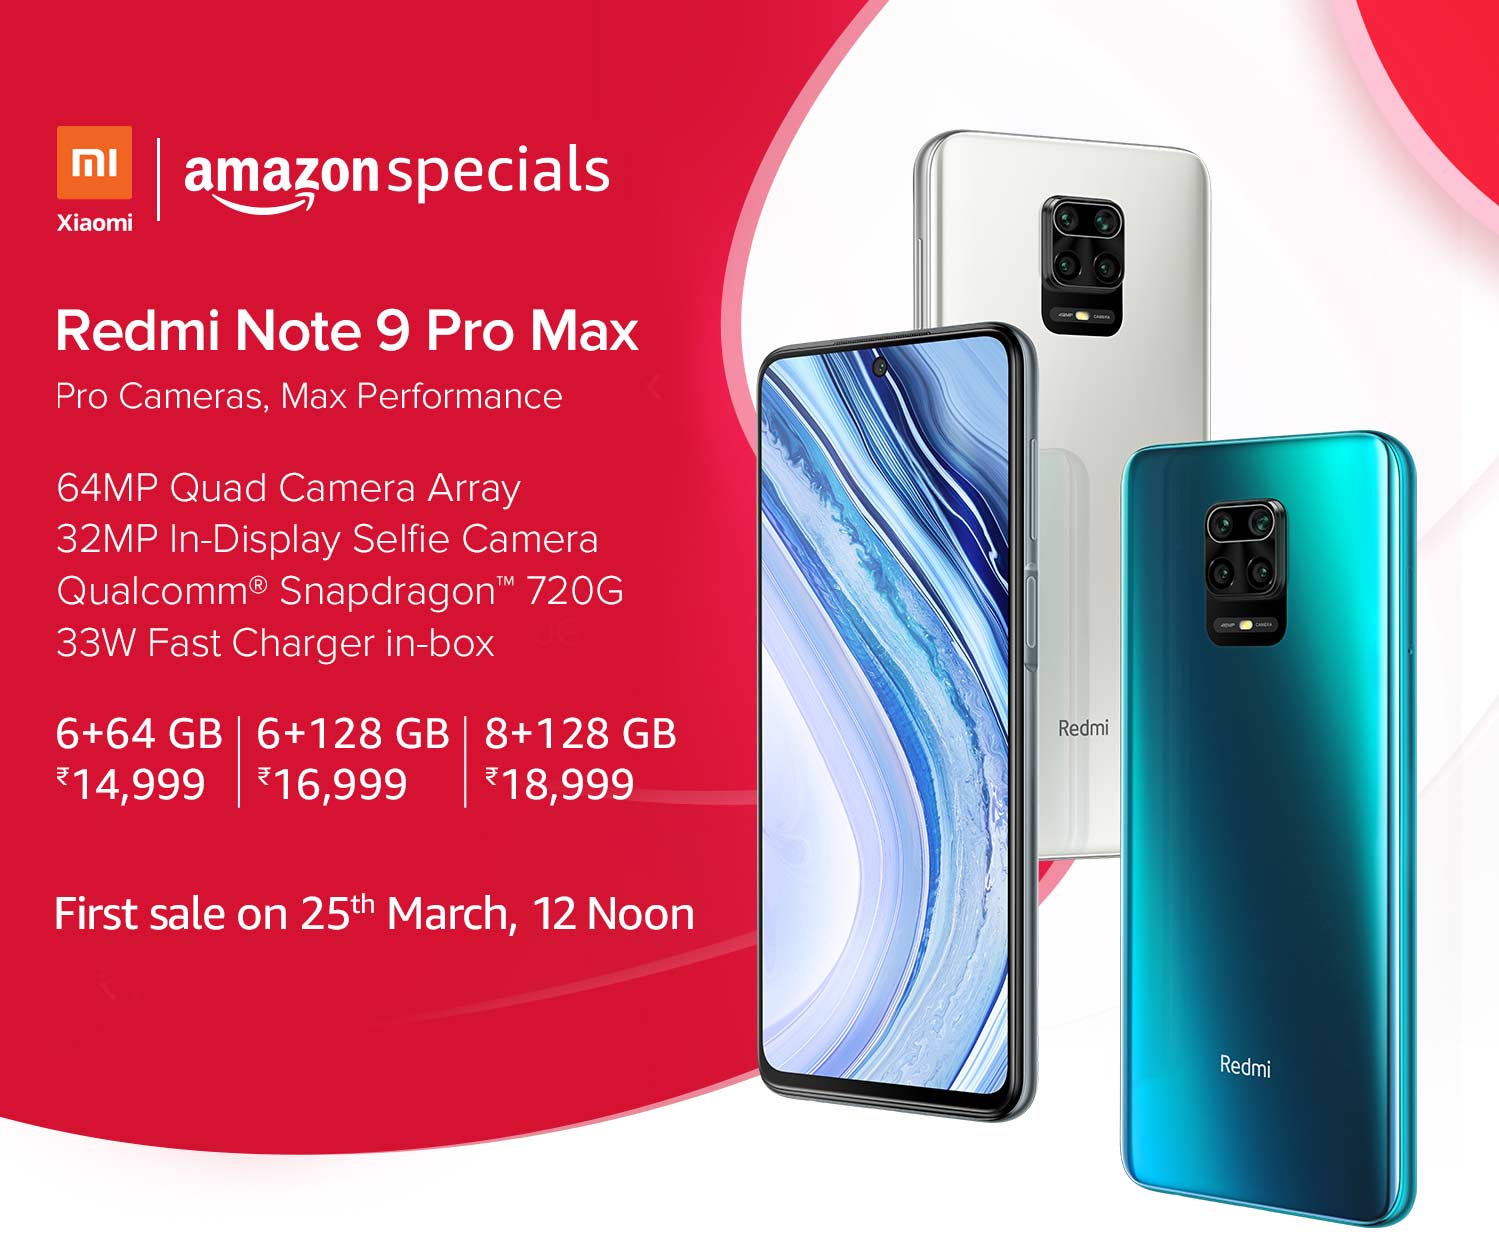 mi
Xiaomi
amazonspecials
Redmi Note 9 Pro Max
Pro Cameras, Max Performance
64MP Quad Camera Array
32MP In-Display Selfie Camera
Qualcomm® Snapdragon™ 720G
33W Fast Charger in-box
6+64 GB | 6+128 GB | 8+128 GB
₹14,999 | ₹16,999 | ₹18,999
First sale on 25th March, 12 Noon
CAMERA
Redmi
CAMERA
Redmi